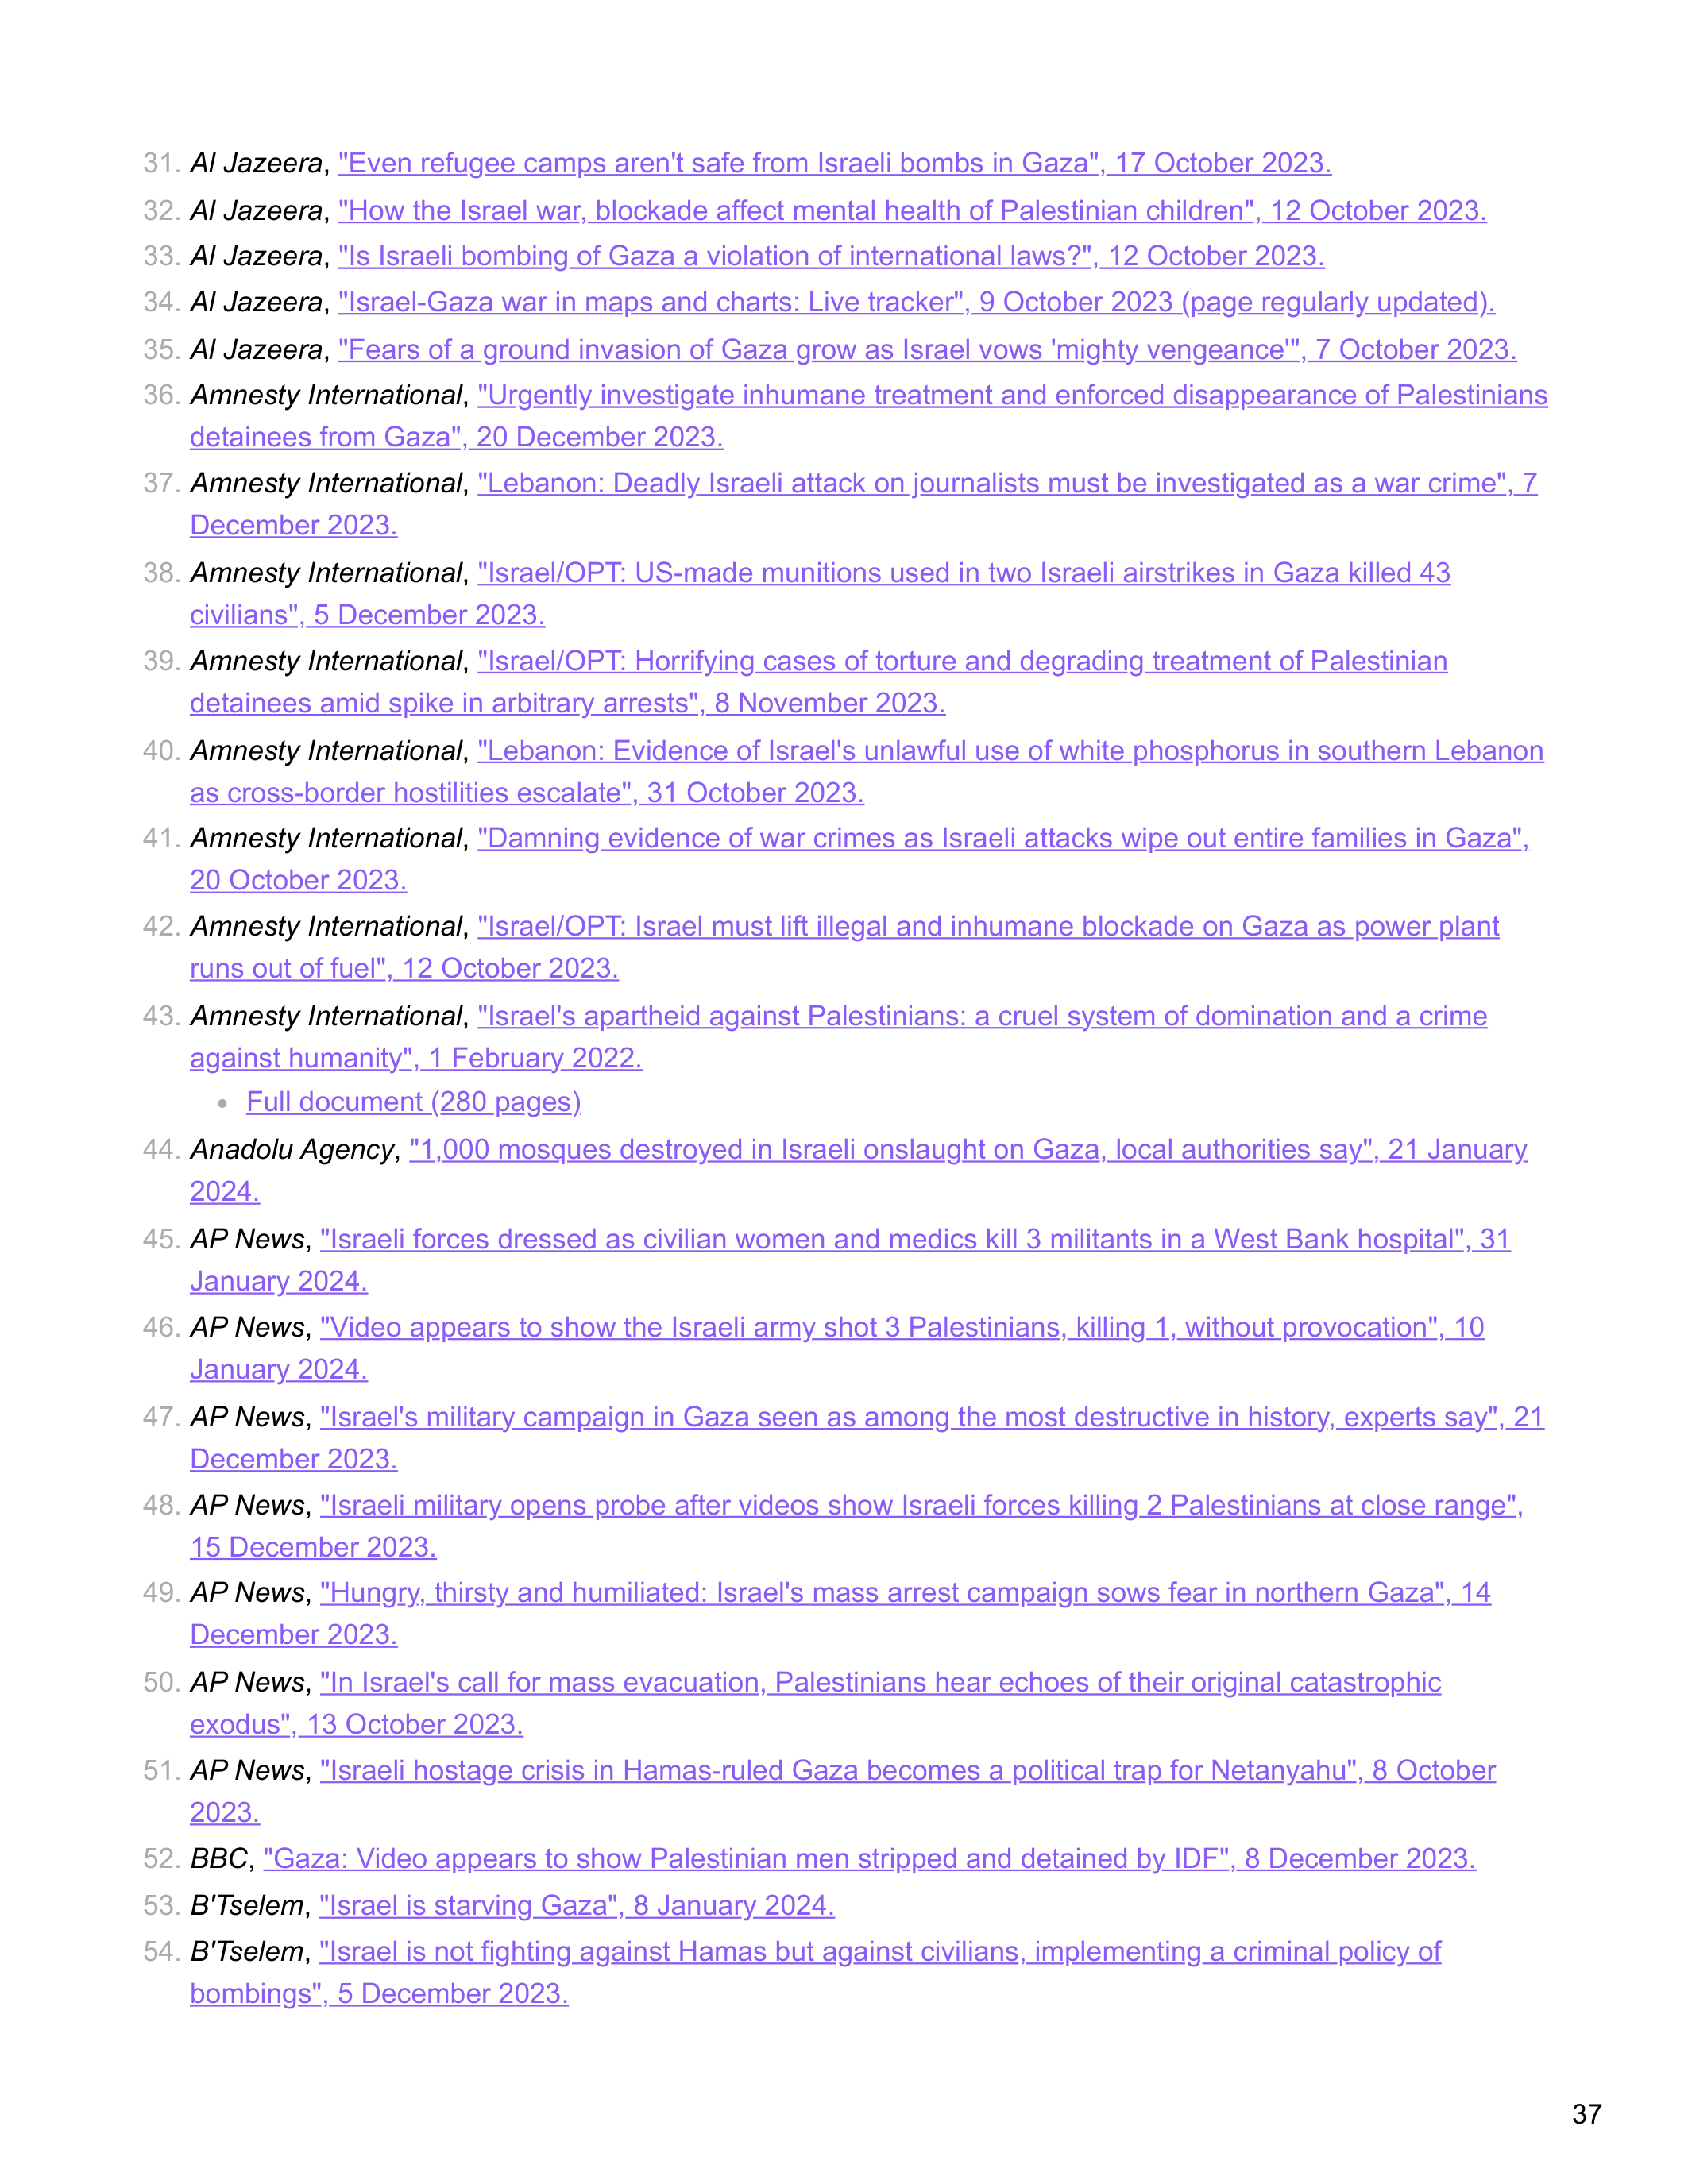 31. Al Jazeera, "Even refugee camps aren't safe from Israeli bombs in Gaza", 17 October 2023.
32. Al Jazeera, "How the Israel war, blockade affect mental health of Palestinian children", 12 October 2023.
33. Al Jazeera, "Is Israeli bombing of Gaza a violation of international laws?", 12 October 2023.
34. Al Jazeera, "Israel-Gaza war in maps and charts: Live tracker", 9 October 2023 (page regularly updated).
35. Al Jazeera, "Fears of a ground invasion of Gaza grow as Israel vows 'mighty vengeance'", 7 October 2023.
36. Amnesty International, "Urgently investigate inhumane treatment and enforced disappearance of Palestinians
detainees from Gaza", 20 December 2023.
37. Amnesty International, "Lebanon: Deadly Israeli attack on journalists must be investigated as a war crime", 7
December 2023.
38. Amnesty International, "Israel/OPT: US-made munitions used in two Israeli airstrikes in Gaza killed 43
civilians", 5 December 2023.
39. Amnesty International, "Israel/OPT: Horrifying cases of torture and degrading treatment of Palestinian
detainees amid spike in arbitrary arrests", 8 November 2023.
40. Amnesty International, "Lebanon: Evidence of Israel's unlawful use of white phosphorus in southern Lebanon
as cross-border hostilities escalate", 31 October 2023.
41. Amnesty International, "Damning evidence of war crimes as Israeli attacks wipe out entire families in Gaza",
20 October 2023.
42. Amnesty International, "Israel/OPT: Israel must lift illegal and inhumane blockade on Gaza as power plant
runs out of fuel", 12 October 2023.
43. Amnesty International, "Israel's apartheid against Palestinians: a cruel system of domination and a crime
against humanity", 1 February 2022.
• Full document (280 pages)
44. Anadolu Agency, "1,000 mosques destroyed in Israeli onslaught on Gaza, local authorities say", 21 January
2024.
45. AP News, "Israeli forces dressed as civilian women and medics kill 3 militants in a West Bank hospital", 31
January 2024.
46. AP News, "Video appears to show the Israeli army shot 3 Palestinians, killing 1, without provocation", 10
January 2024.
47. AP News, "Israel's military campaign in Gaza seen as among the most destructive in history, experts say", 21
December 2023.
48. AP News, "Israeli military opens probe after videos show Israeli forces killing 2 Palestinians at close range",
15 December 2023.
49. AP News, "Hungry, thirsty and humiliated: Israel's mass arrest campaign sows fear in northern Gaza", 14
December 2023.
50. AP News, "In Israel's call for mass evacuation, Palestinians hear echoes of their original catastrophic
exodus", 13 October 2023.
51. AP News, "Israeli hostage crisis in Hamas-ruled Gaza becomes a political trap for Netanyahu", 8 October
2023.
52. BBC, "Gaza: Video appears to show Palestinian men stripped and detained by IDF", 8 December 2023.
53. B'Tselem, "Israel is starving Gaza", 8 January 2024.
54. B'Tselem, "Israel is not fighting against Hamas but against civilians, implementing a criminal policy of
bombings", 5 December 2023.
37